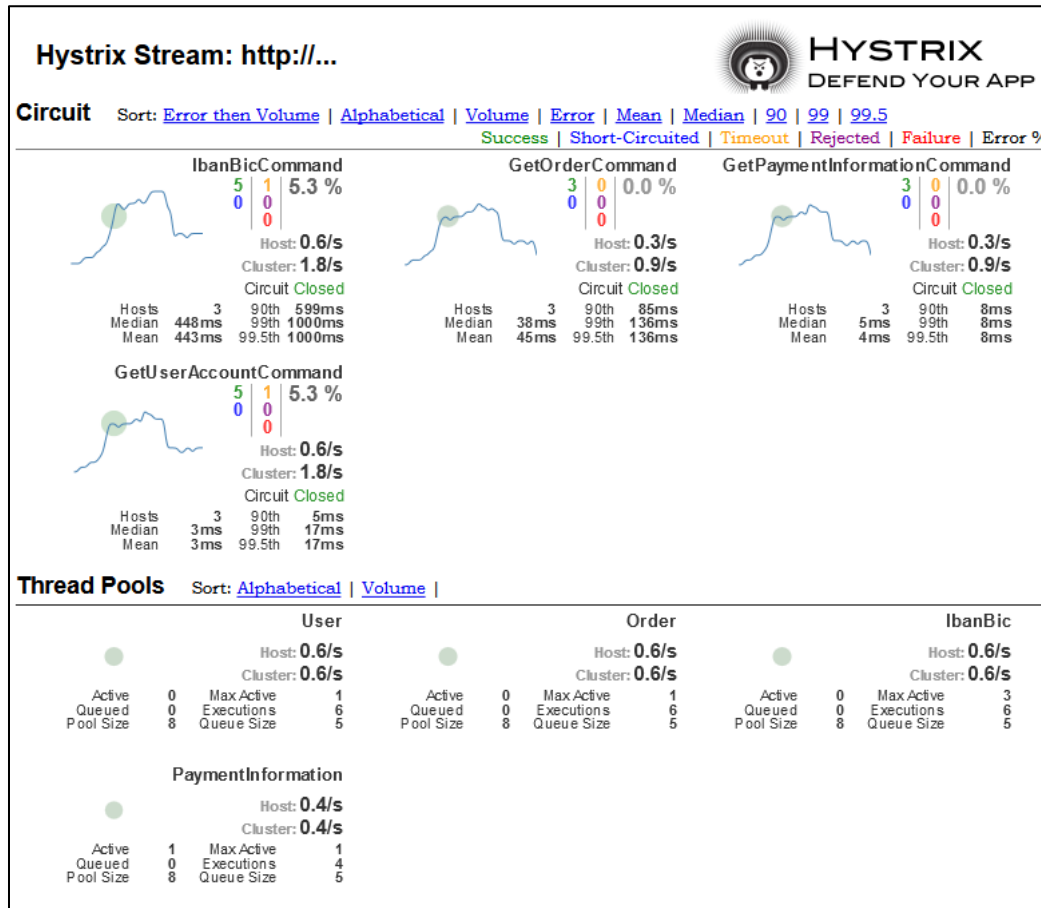 Hystrix Stream: http://...
HYSTRIX
DEFEND YOUR APP
Circuit Sort: Error then Volume | Alphabetical | Volume | Error | Mean | Median | 90 | 99 | 99.5
Success | Short-Circuited | Timeout | Rejected | Failure | Error %
IbanBicCommand
5 1 5.3 %
0 0
0
Host: 0.6/s
Cluster: 1.8/s
Circuit Closed
Hosts 3 90th 599ms
Median 448ms 99th 1000ms
Mean 443ms 99.5th 1000ms
GetOrderCommand
3 0 0.0 %
0 0
0
Host: 0.3/s
Cluster: 0.9/s
Circuit Closed
Hosts 3 90th 85ms
Median 38ms 99th 136ms
Mean 45ms 99.5th 136ms
GetPaymentInformationCommand
3 0 0.0 %
0 0
0
Host: 0.3/s
Cluster: 0.9/s
Circuit Closed
Hosts 3 90th 8ms
Median 5ms 99th 8ms
Mean 4ms 99.5th 8ms
GetUserAccountCommand
5 1 5.3 %
0 0
0
Host: 0.6/s
Cluster: 1.8/s
Circuit Closed
Hosts 3 90th 5ms
Median 3ms 99th 17ms
Mean 3ms 99.5th 17ms
Thread Pools Sort: Alphabetical | Volume |
User
Host: 0.6/s
Cluster: 0.6/s
Active 0 Max Active 1
Queued 0 Executions 6
Pool Size 8 Queue Size 5
Order
Host: 0.6/s
Cluster: 0.6/s
Active 0 Max Active 1
Queued 0 Executions 6
Pool Size 8 Queue Size 5
IbanBic
Host: 0.6/s
Cluster: 0.6/s
Active 0 Max Active 3
Queued 0 Executions 6
Pool Size 8 Queue Size 5
PaymentInformation
Host: 0.4/s
Cluster: 0.4/s
Active 1 Max Active 1
Queued 0 Executions 4
Pool Size 8 Queue Size 5